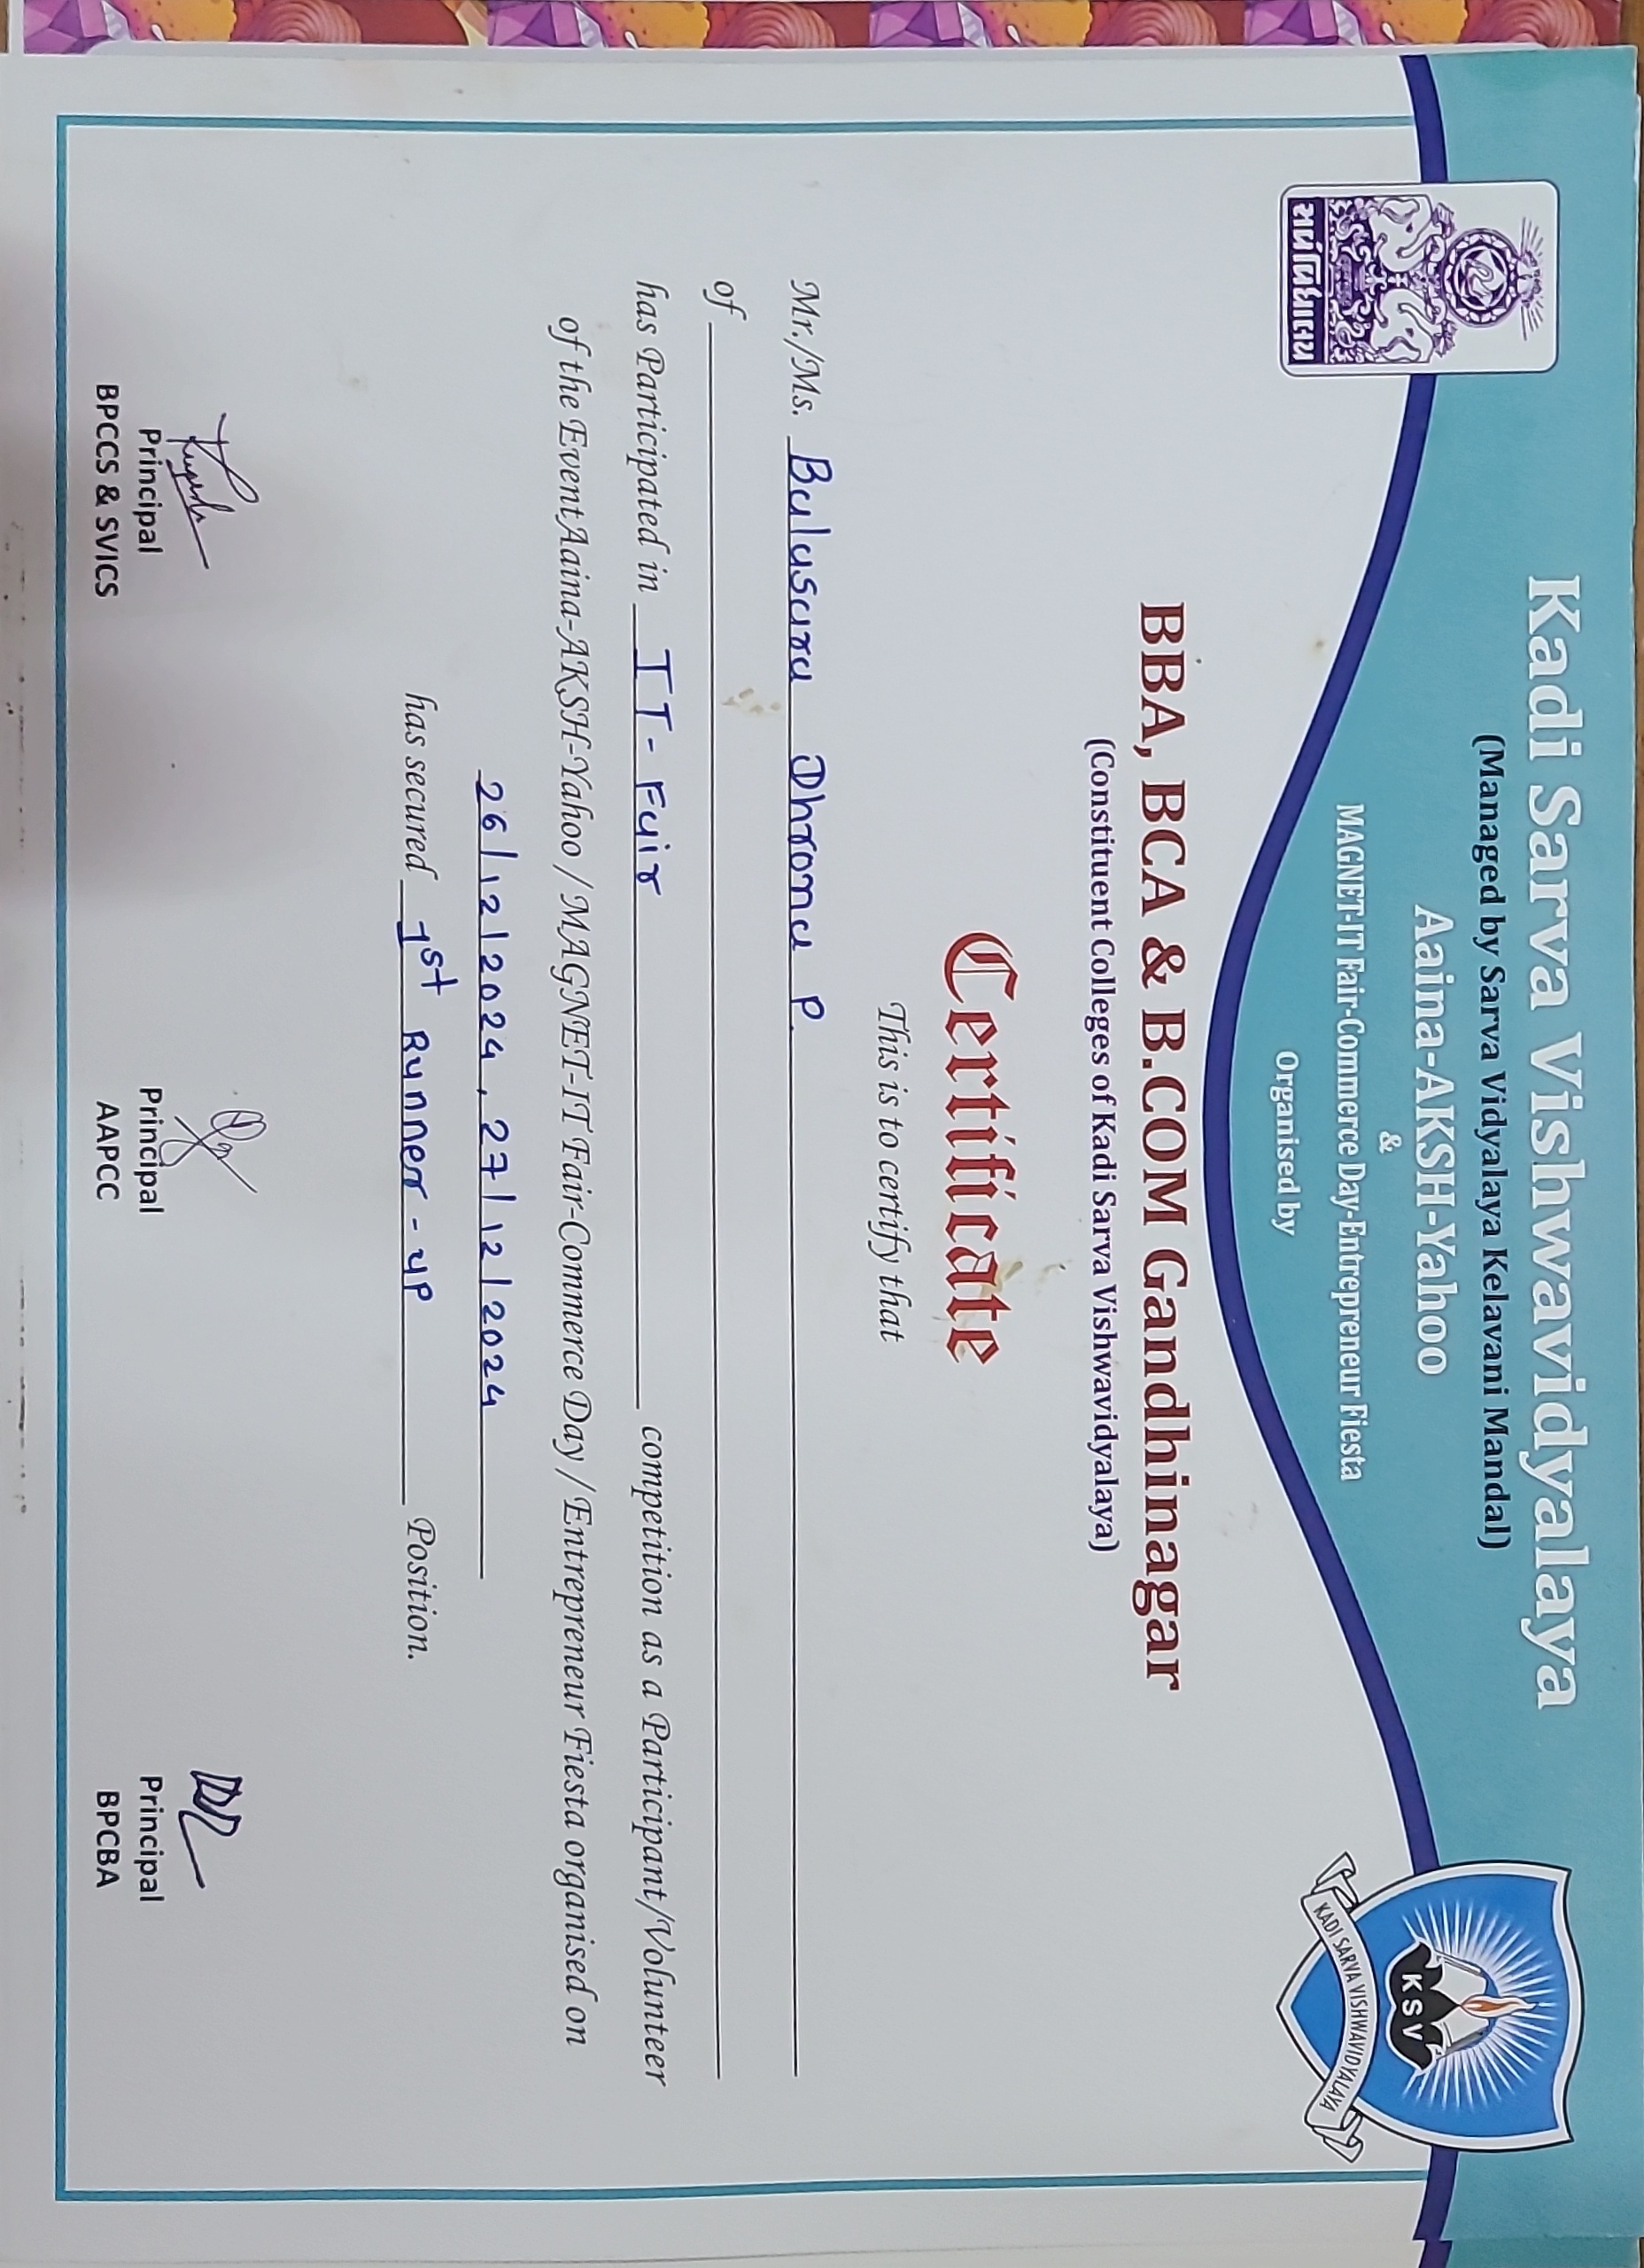 Kadi Sarva Vishwavidyalaya
(Managed by Sarva Vidyalaya Kelavani Mandal)
Aaina-AKSH-Yahoo
&
MAGNET-IT Fair-Commerce Day-Entrepreneur Fiesta
Organised by
સર્વ વિદ્યાલય
KSV
KADI SARVA VISHWAVIDYALAYA
BBA, BCA & B.COM Gandhinagar
(Constituent Colleges of Kadi Sarva Vishwavidyalaya)
Certificate
This is to certify that
Mr./Ms. Balasara Dhrona P.
of
has Participated in IT-Fair competition as a Participant/Volunteer
of the Event Aaina-AKSH-Yahoo / MAGNET-IT Fair-Commerce Day / Entrepreneur Fiesta organised on
26/12/2024, 27/12/2024
has secured 1st Runner-up Position.
Principal
BPCCS & SVICS
Principal
AAPCC
Principal
BPCBA